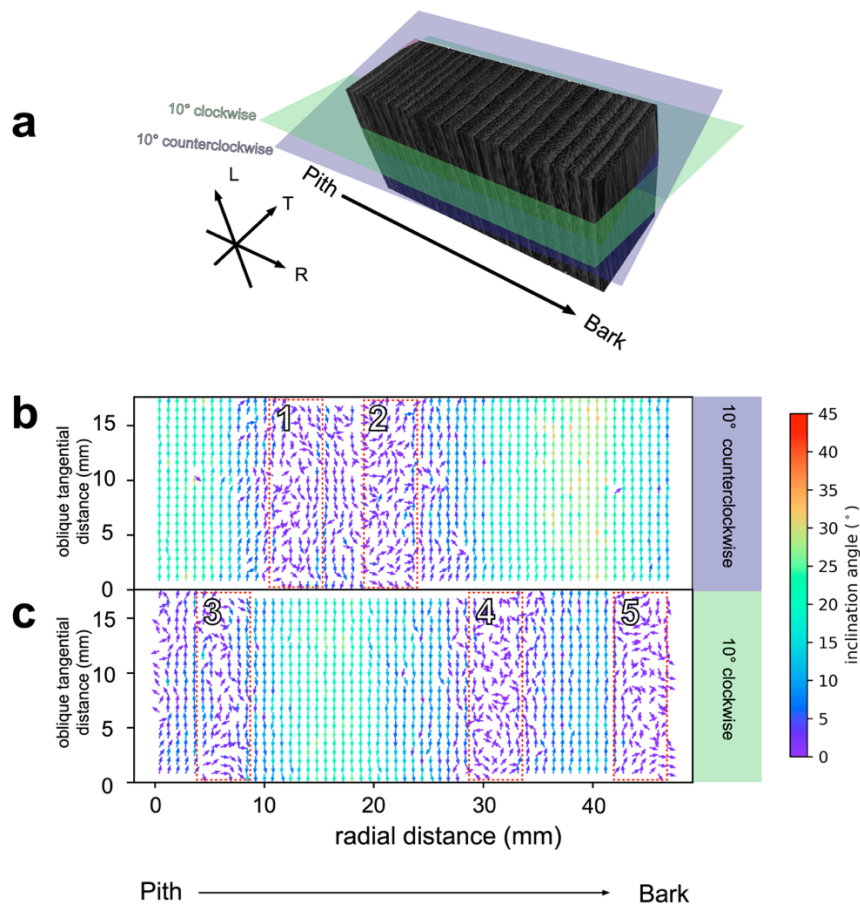 a
10° clockwise
10° counterclockwise
L
T
R
Pith
Bark
b
oblique tangential
distance (mm)
15
10
5
0
1
2
10° counterclockwise
c
oblique tangential
distance (mm)
15
10
5
0
3
4
5
10° clockwise
0
10
20
30
40
radial distance (mm)
45
40
35
30
25
20
15
10
5
0
inclination angle (°)
Pith
Bark